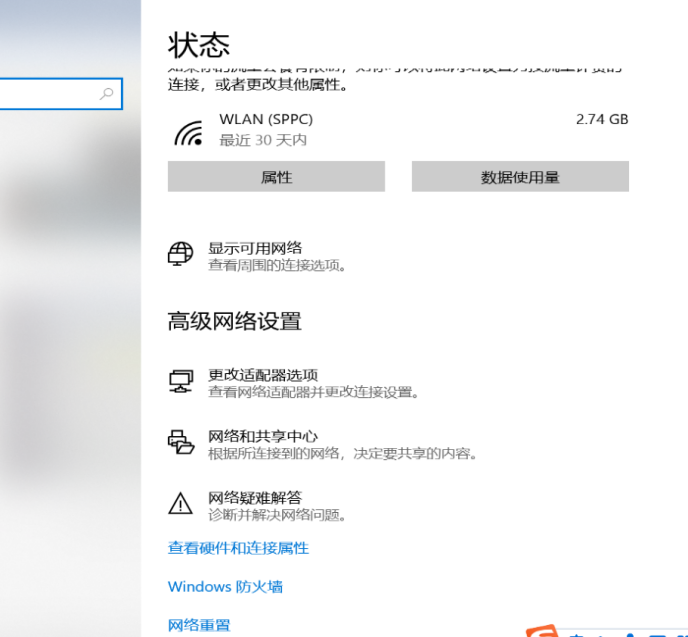 状态
连接，或者更改其他属性。
WLAN (SPPC)
2.74 GB
最近 30 天内
属性
数据使用量
显示可用网络
查看周围的连接选项。
高级网络设置
更改适配器选项
查看网络适配器并更改连接设置。
网络和共享中心
根据所连接到的网络，决定要共享的内容。
网络疑难解答
诊断并解决网络问题。
查看硬件和连接属性
Windows 防火墙
网络重置